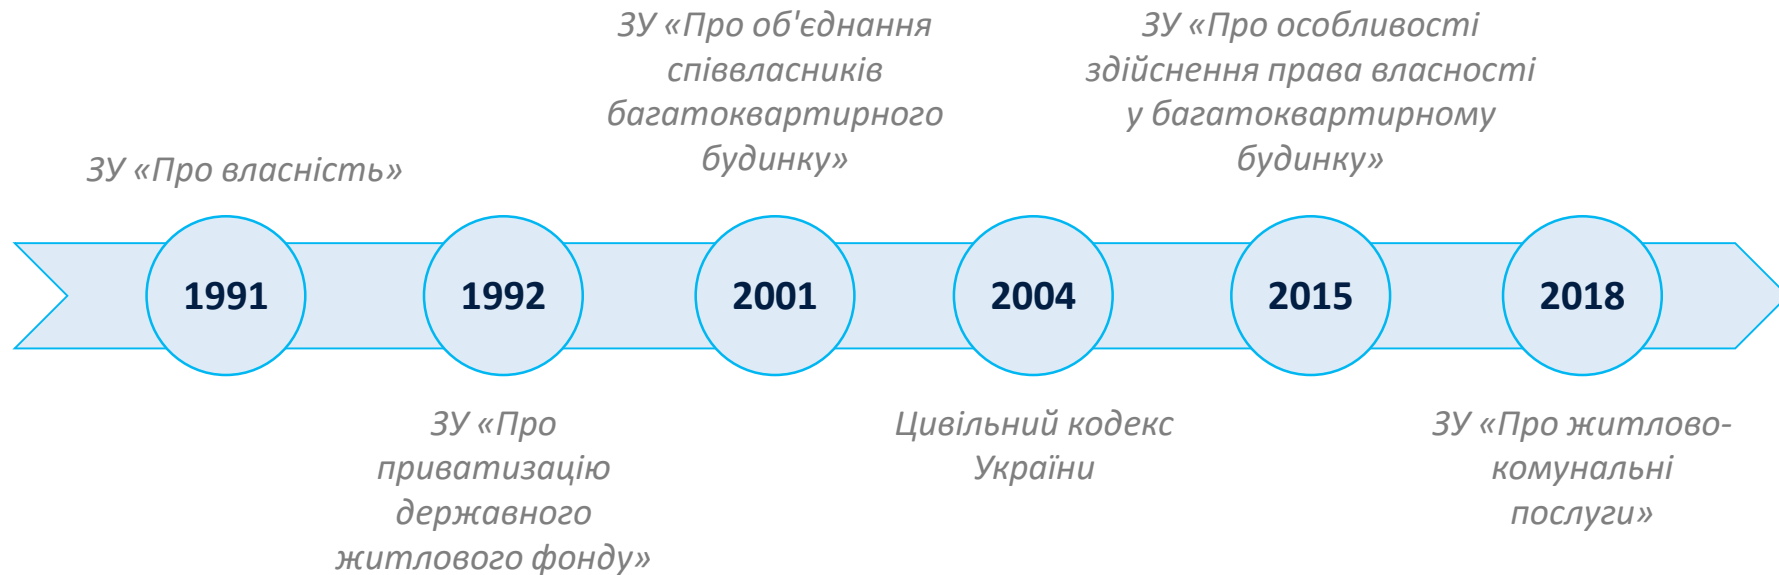 ЗУ «Про власність»
1991
1992
ЗУ «Про
приватизацію
державного
житлового фонду»
ЗУ «Про об'єднання
співвласників
багатоквартирного
будинку»
2001
2004
Цивільний кодекс
України
ЗУ «Про особливості
здійснення права власності
у багатоквартирному
будинку»
2015
2018
ЗУ «Про житлово-
комунальні
послуги»